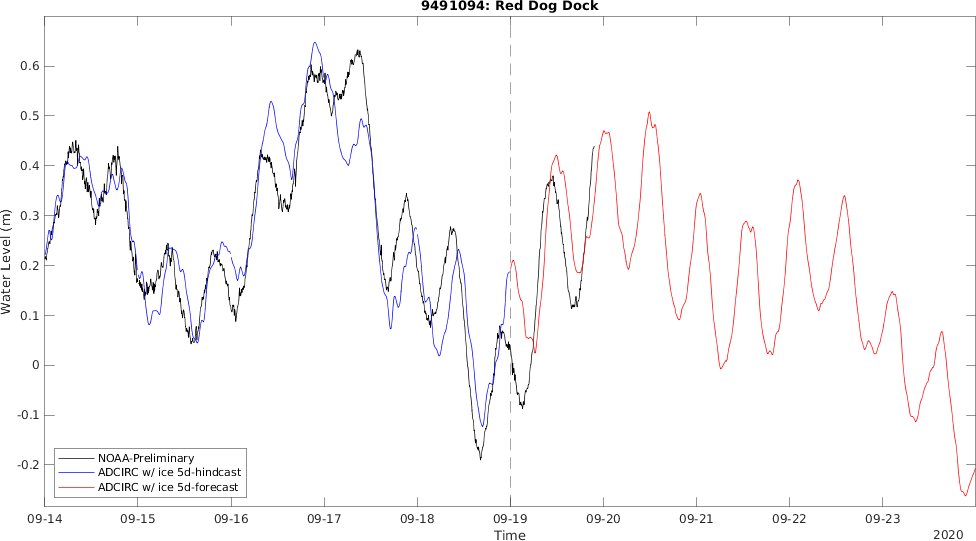 9491094: Red Dog Dock
Water Level (m)
0.6
0.5
0.4
0.3
0.2
0.1
0
-0.1
-0.2
NOAA-Preliminary
ADCIRC w/ ice 5d-hindcast
ADCIRC w/ ice 5d-forecast
09-14 09-15 09-16 09-17 09-18 09-19 09-20 09-21 09-22 09-23
Time
2020